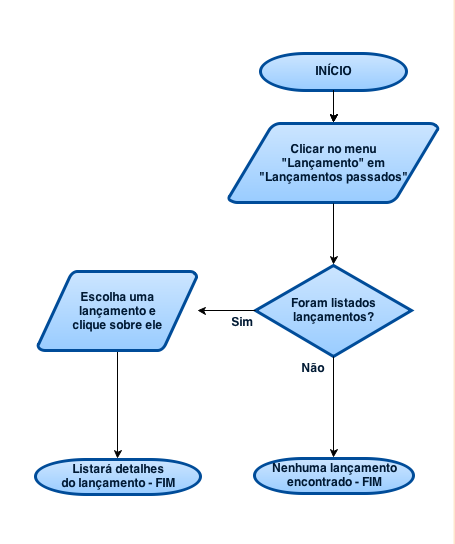 INÍCIO
Clicar no menu
"Lançamento" em
"Lançamentos passados"
Foram listados
lançamentos?
Sim
Não
Escolha uma
lançamento e
clique sobre ele
Listará detalhes
do lançamento - FIM
Nenhuma lançamento
encontrado - FIM